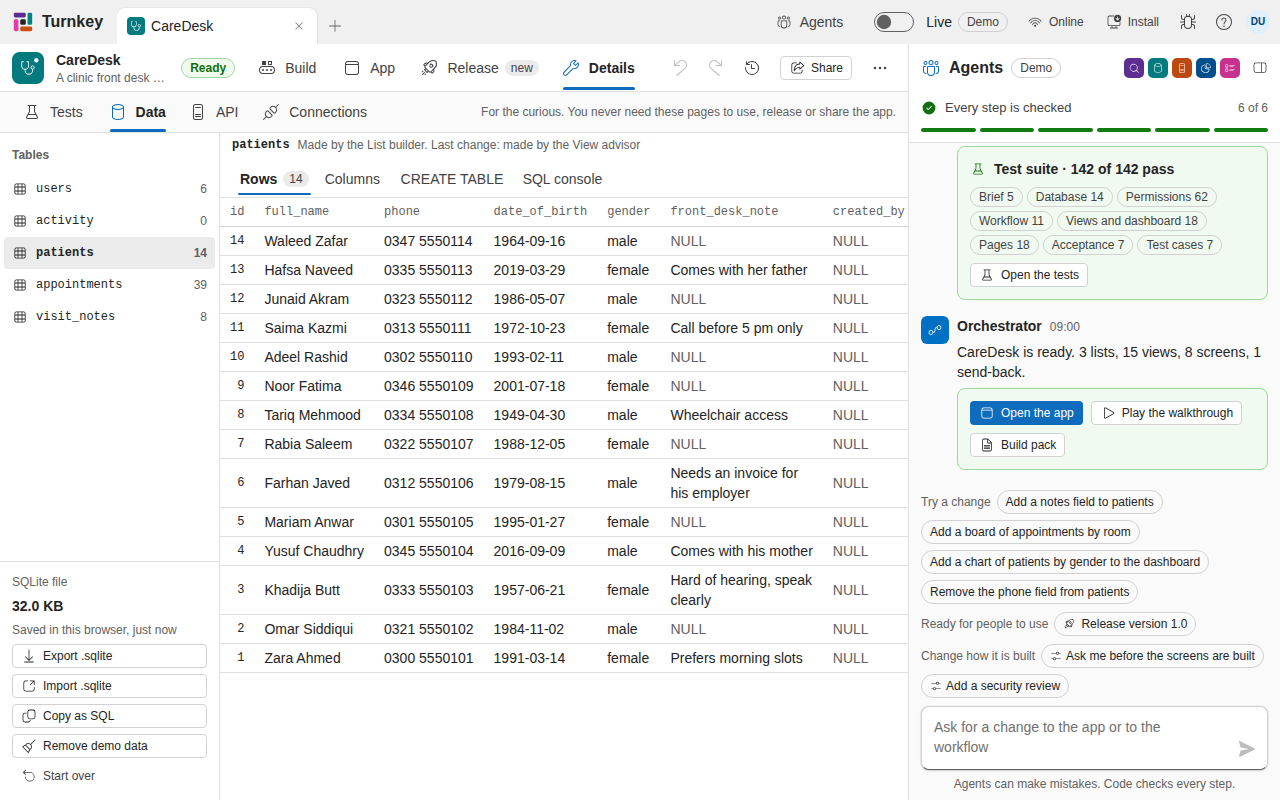 Turnkey
CareDesk
Agents
Live
Demo
Online
Install
DU
CareDesk
A clinic front desk …
Ready
Build
App
Release new
Details
Share
Agents
Demo
Tests
Data
API
Connections
For the curious. You never need these pages to use, release or share the app.
Every step is checked
6 of 6
Tables
users 6
activity 0
patients 14
appointments 39
visit_notes 8
SQLite file
32.0 KB
Saved in this browser, just now
Export .sqlite
Import .sqlite
Copy as SQL
Remove demo data
Start over
patients Made by the List builder. Last change: made by the View advisor
Rows 14
Columns
CREATE TABLE
SQL console
id full_name phone date_of_birth gender front_desk_note created_by
14 Waleed Zafar 0347 5550114 1964-09-16 male NULL NULL
13 Hafsa Naveed 0335 5550113 2019-03-29 female Comes with her father NULL
12 Junaid Akram 0323 5550112 1986-05-07 male NULL NULL
11 Saima Kazmi 0313 5550111 1972-10-23 female Call before 5 pm only NULL
10 Adeel Rashid 0302 5550110 1993-02-11 male NULL NULL
9 Noor Fatima 0346 5550109 2001-07-18 female NULL NULL
8 Tariq Mehmood 0334 5550108 1949-04-30 male Wheelchair access NULL
7 Rabia Saleem 0322 5550107 1988-12-05 female NULL NULL
6 Farhan Javed 0312 5550106 1979-08-15 male Needs an invoice for his employer NULL
5 Mariam Anwar 0301 5550105 1995-01-27 female NULL NULL
4 Yusuf Chaudhry 0345 5550104 2016-09-09 male Comes with his mother NULL
3 Khadija Butt 0333 5550103 1957-06-21 female Hard of hearing, speak clearly NULL
2 Omar Siddiqui 0321 5550102 1984-11-02 male NULL NULL
1 Zara Ahmed 0300 5550101 1991-03-14 female Prefers morning slots NULL
Test suite · 142 of 142 pass
Brief 5
Database 14
Permissions 62
Workflow 11
Views and dashboard 18
Pages 18
Acceptance 7
Test cases 7
Open the tests
Orchestrator 09:00
CareDesk is ready. 3 lists, 15 views, 8 screens, 1
send-back.
Open the app
Play the walkthrough
Build pack
Try a change
Add a notes field to patients
Add a board of appointments by room
Add a chart of patients by gender to the dashboard
Remove the phone field from patients
Ready for people to use
Release version 1.0
Change how it is built
Ask me before the screens are built
Add a security review
Ask for a change to the app or to the
workflow
Agents can make mistakes. Code checks every step.